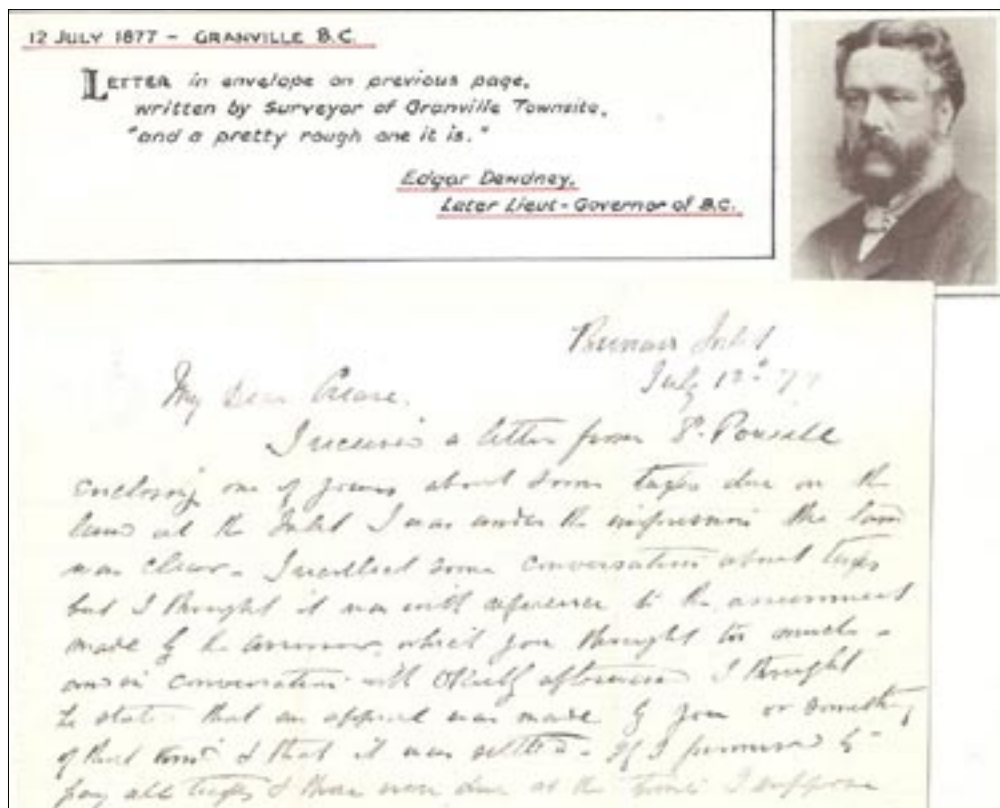 12 JULY 1877 – GRANVILLE B.C.
LETTER in envelope on previous page,
written by Surveyor of Granville Townsite,
"and a pretty rough one it is."
Edgar Dewdney,
Later Lieut-Governor of B.C.
Burrard Inlet
July 12th 77
My Dear Crease.
I received a letter from P.
enclosing one of yours about some taxes due on the
land at the Inlet I was under the impression the land
was clear. I recollect some conversation about taxes
but I thought it was with reference to the assessment
made by the assessor, which you thought too much.
and in conversation with afterwards I thought
he stated that an appeal was made by you or something
of that kind & that it was settled. If I promised to
pay all taxes & these were due at the time I suppose